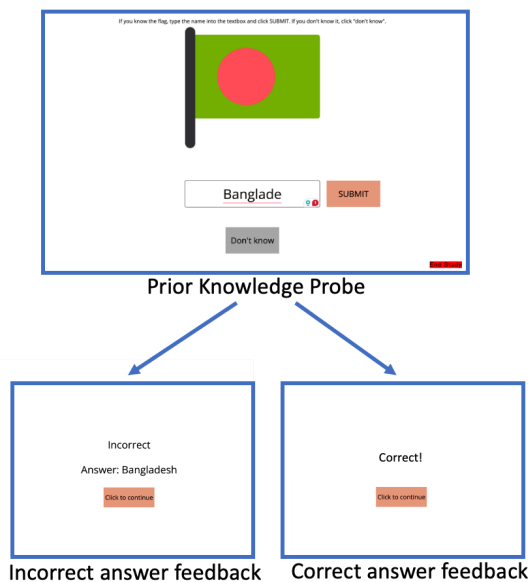 If you know the flag, type the name into the textbox and click SUBMIT. If you don't know it, click "don't know".
Banglade
SUBMIT
Don't know
End Study
Prior Knowledge Probe
Incorrect
Answer: Bangladesh
Click to continue
Correct!
Click to continue
Incorrect answer feedback
Correct answer feedback